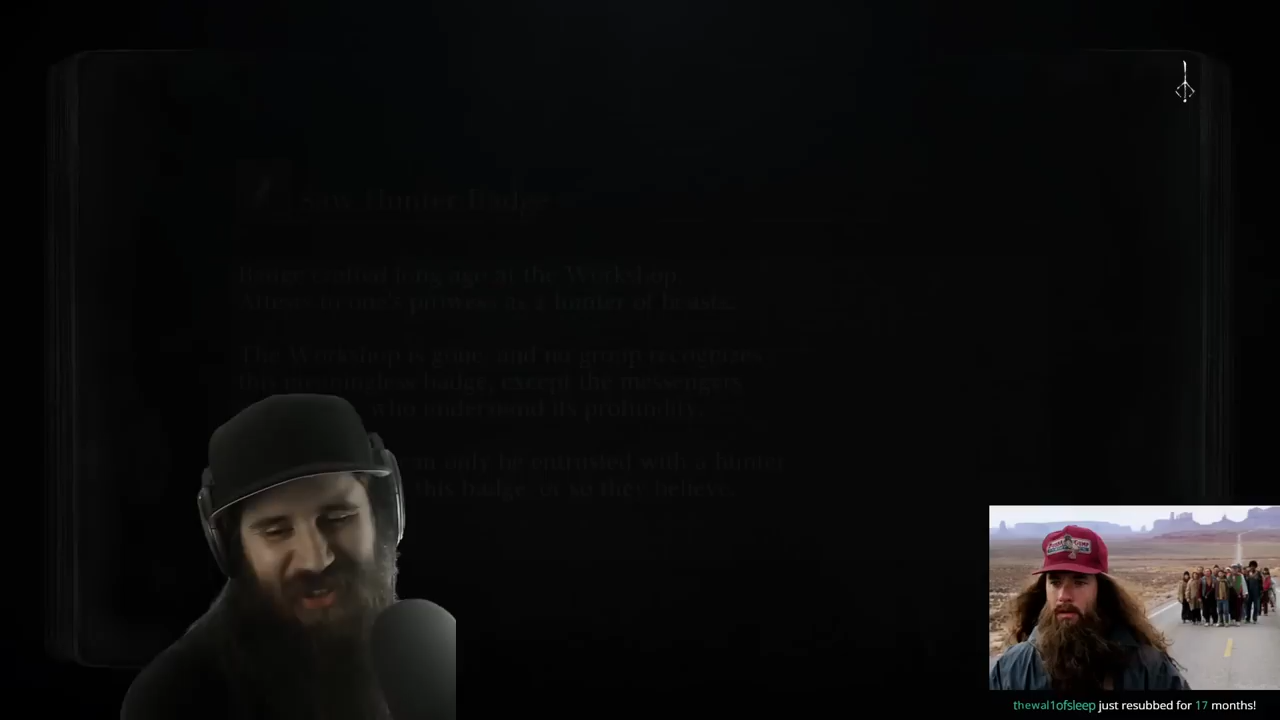 Saw Hunter Badge
Badge crafted long ago at the Workshop
Attests to one's prowess as a hunter of beasts.
The Workshop is gone, and no group recognizes
this meaningless badge, except the messengers
who understand its profundity.
only be entrusted with a hunter
this badge, or so they believe.
thewal1ofsleep just resubbed for 17 months!